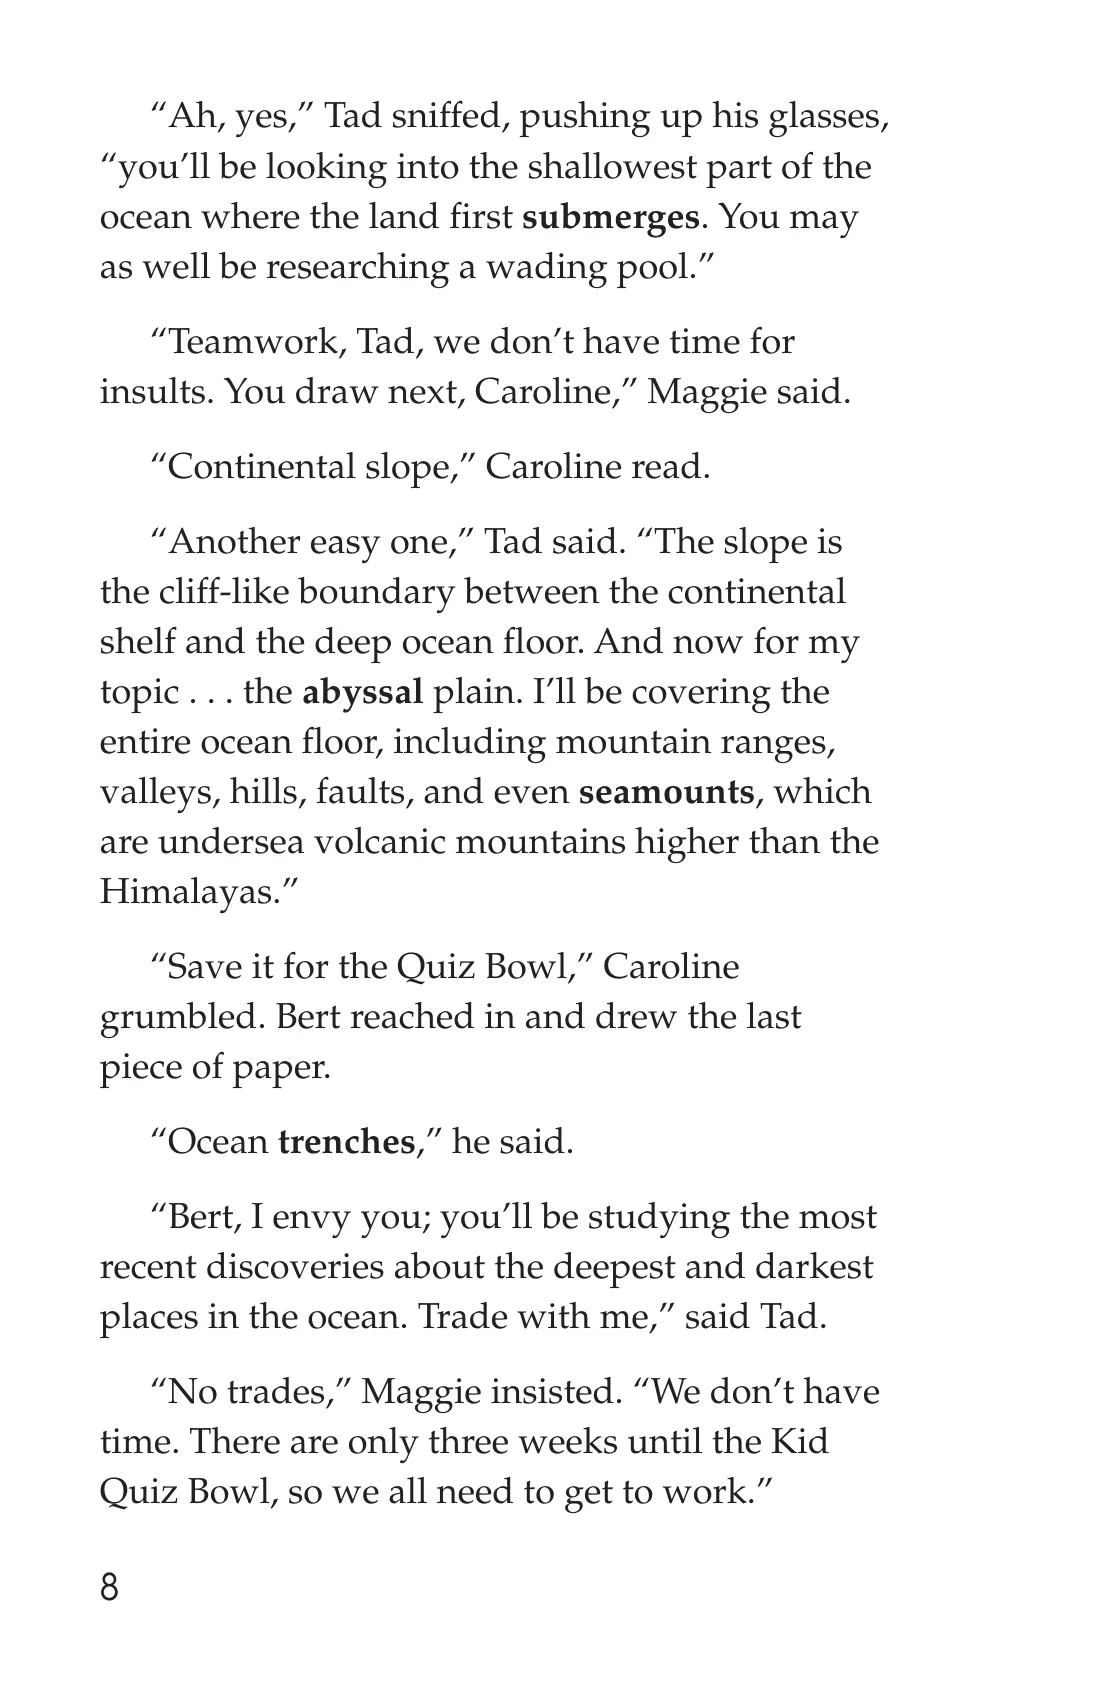 “Ah, yes,” Tad sniffed, pushing up his glasses,
“you’ll be looking into the shallowest part of the
ocean where the land first submerges. You may
as well be researching a wading pool.”
“Teamwork, Tad, we don’t have time for
insults. You draw next, Caroline,” Maggie said.
“Continental slope,” Caroline read.
“Another easy one,” Tad said. “The slope is
the cliff-like boundary between the continental
shelf and the deep ocean floor. And now for my
topic . . . the abyssal plain. I’ll be covering the
entire ocean floor, including mountain ranges,
valleys, hills, faults, and even seamounts, which
are undersea volcanic mountains higher than the
Himalayas.”
“Save it for the Quiz Bowl,” Caroline
grumbled. Bert reached in and drew the last
piece of paper.
“Ocean trenches,” he said.
“Bert, I envy you; you’ll be studying the most
recent discoveries about the deepest and darkest
places in the ocean. Trade with me,” said Tad.
“No trades,” Maggie insisted. “We don’t have
time. There are only three weeks until the Kid
Quiz Bowl, so we all need to get to work.”
8